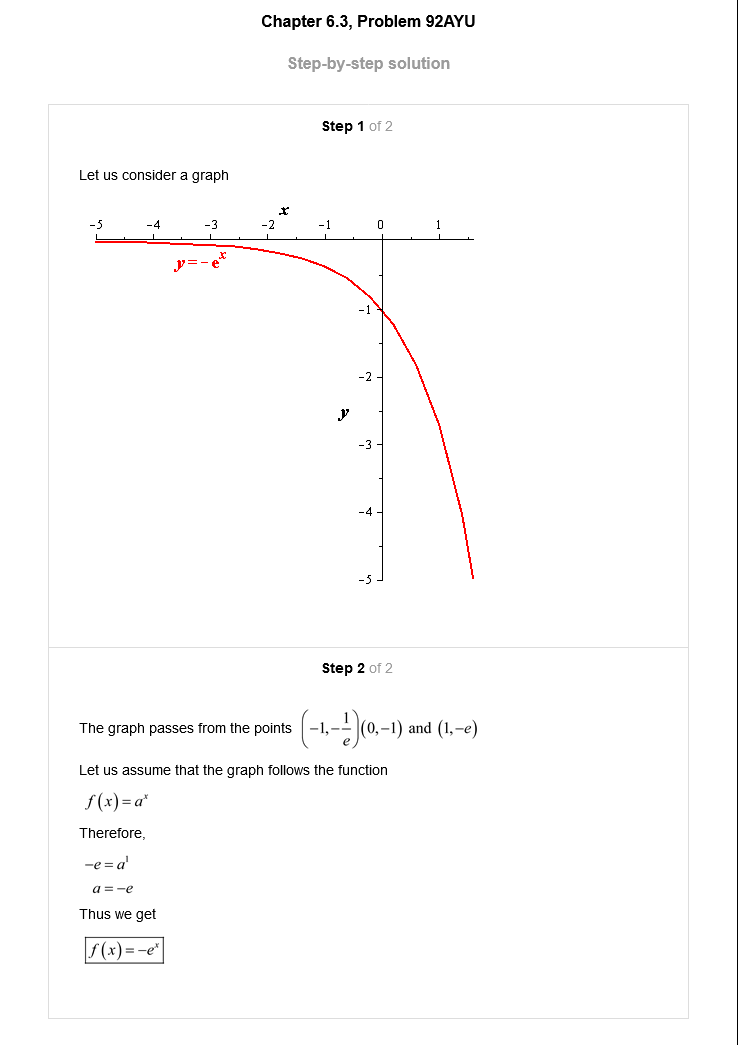 Chapter 6.3, Problem 92AYU
Step-by-step solution
Step 1 of 2
Let us consider a graph
x
-5 -4 -3 -2 -1 0 1
y=-e^x
-1
-2
y
-3
-4
-5
Step 2 of 2
The graph passes from the points (-1,-1/e)(0,-1) and (1,-e)
Let us assume that the graph follows the function
f(x)=a^x
Therefore,
-e=a^1
a=-e
Thus we get
f(x)=-e^x